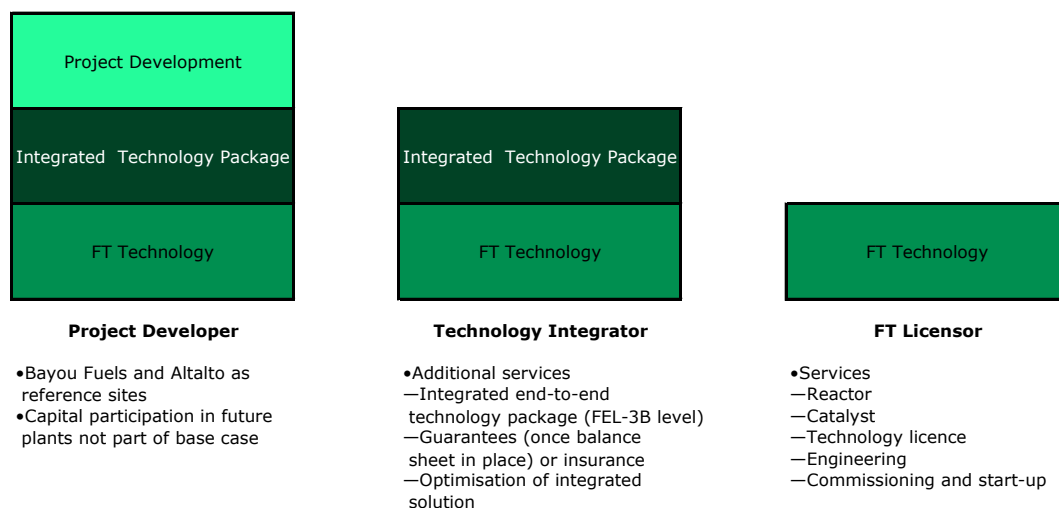 Project Development
Integrated Technology Package
FT Technology
Project Developer
•Bayou Fuels and Altalto as
reference sites
•Capital participation in future
plants not part of base case
Integrated Technology Package
FT Technology
Technology Integrator
•Additional services
—Integrated end-to-end
technology package (FEL-3B level)
—Guarantees (once balance
sheet in place) or insurance
—Optimisation of integrated
solution
FT Technology
FT Licensor
•Services
—Reactor
—Catalyst
—Technology licence
—Engineering
—Commissioning and start-up